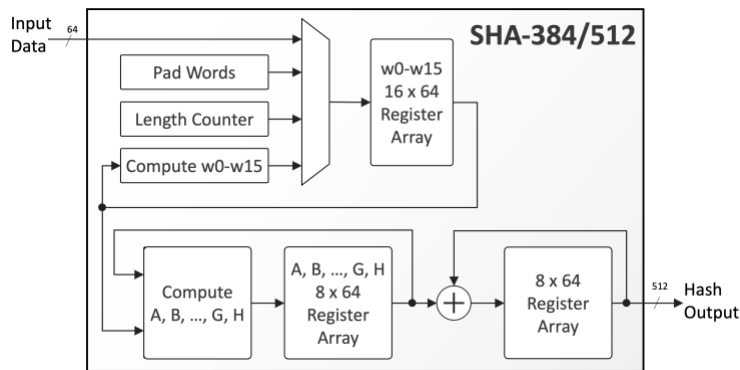 Input
Data
64
SHA-384/512
Pad Words
Length Counter
Compute w0-w15
w0-w15
16 x 64
Register
Array
Compute
A, B, ..., G, H
A, B, ..., G, H
8 x 64
Register
Array
+
8 x 64
Register
Array
512
Hash
Output